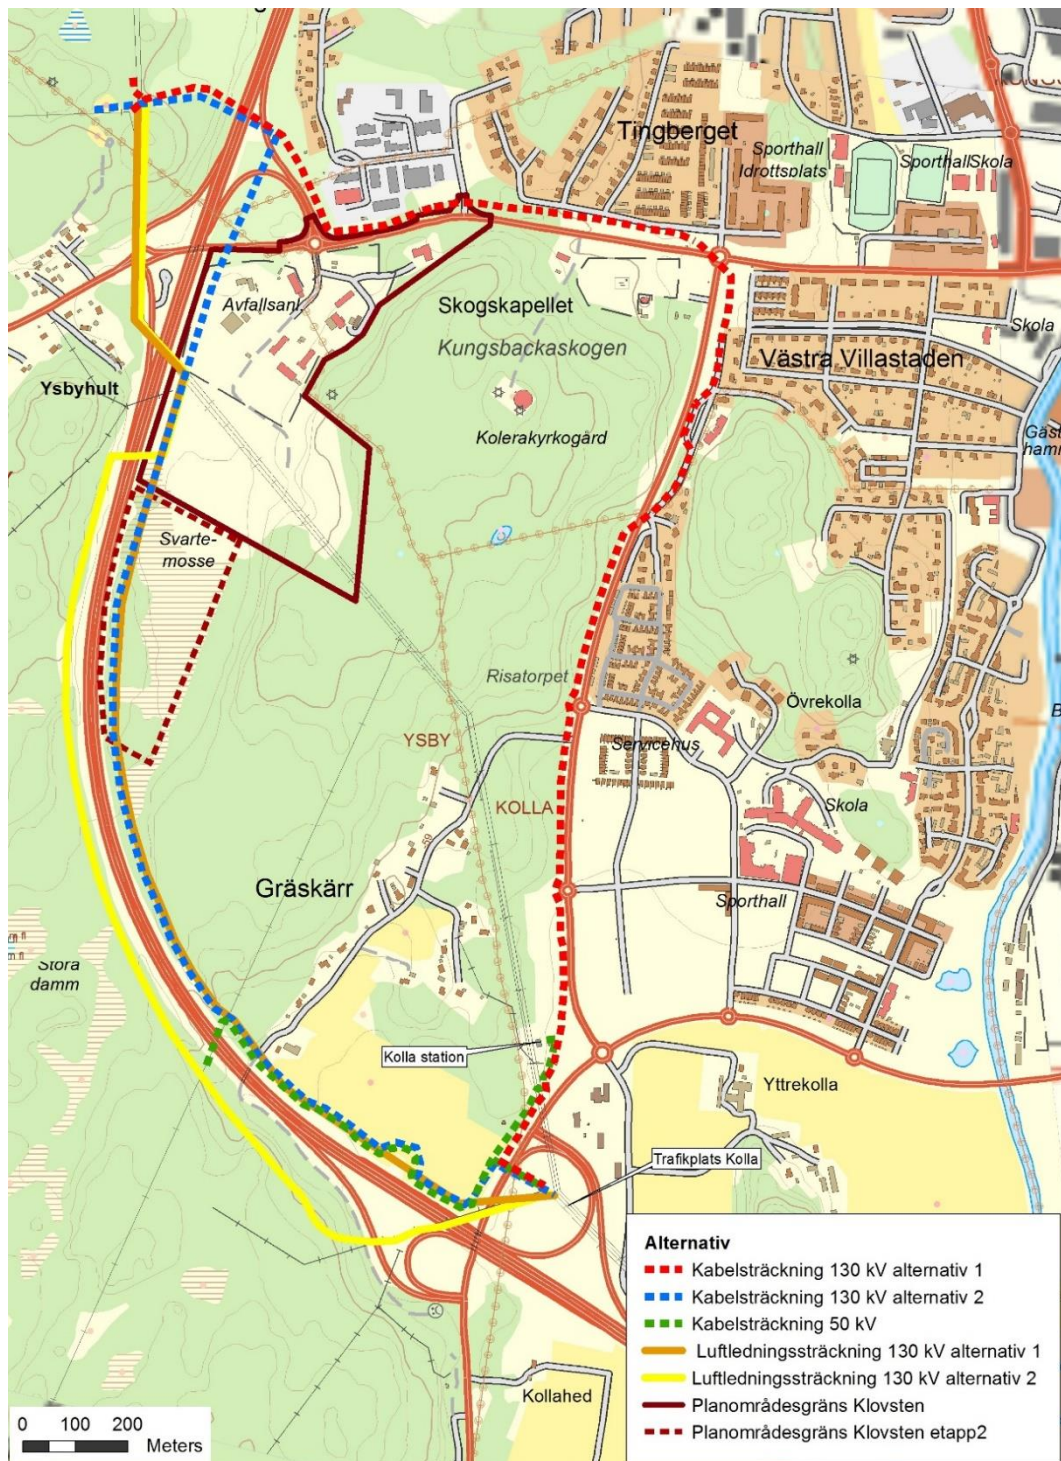 Tingberget
Sporthall
Idrottsplats
Sporthall
Skola
Avfallsanl.
Skogskapellet
Kungsbackaskogen
Skola
Västra Villastaden
Ysbyhult
Kolerakyrkogård
Svarte-
mosse
Risatorpet
Övrekolla
YSBY
Servicehus
KOLLA
Skola
Gräskärr
Sporthall
Stora
damm
Kolla station
Yttrekolla
Trafikplats Kolla
Kollahed
Alternativ
Kabelsträckning 130 kV alternativ 1
Kabelsträckning 130 kV alternativ 2
Kabelsträckning 50 kV
Luftledningssträckning 130 kV alternativ 1
Luftledningssträckning 130 kV alternativ 2
Planområdesgräns Klovsten
Planområdesgräns Klovsten etapp2
0 100 200
Meters